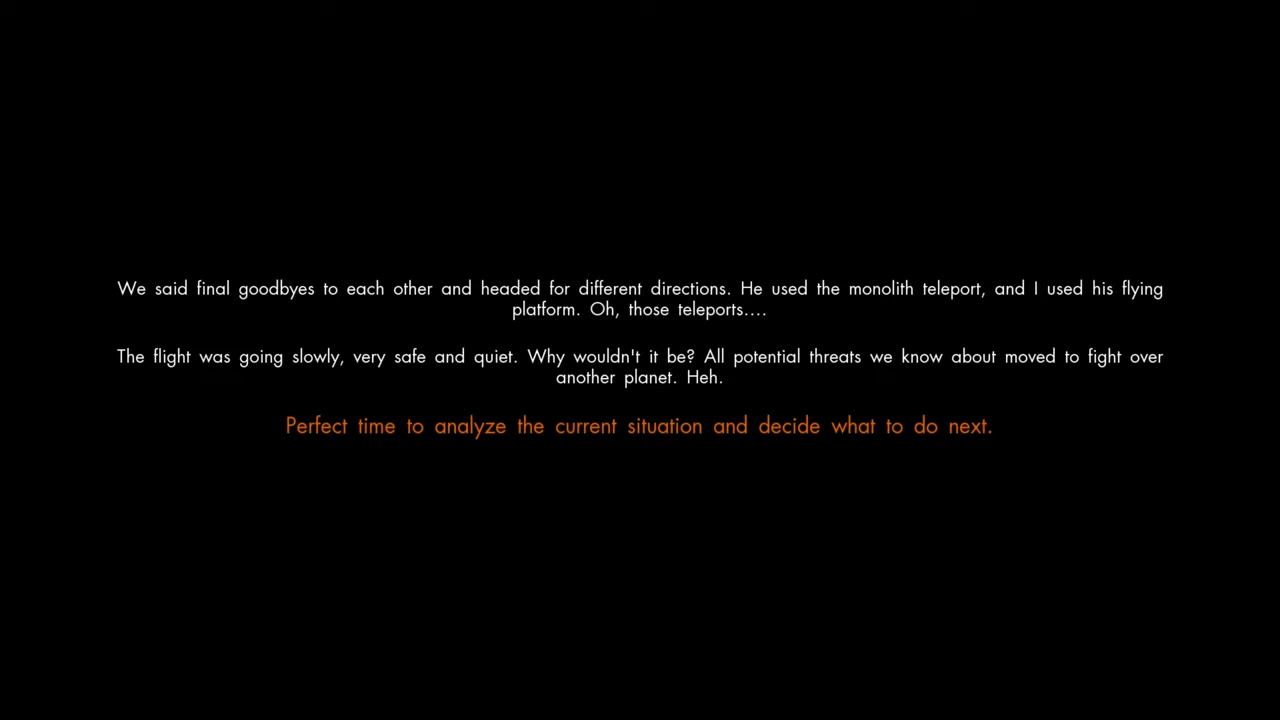 We said final goodbyes to each other and headed for different directions. He used the monolith teleport, and I used his flying
platform. Oh, those teleports....
The flight was going slowly, very safe and quiet. Why wouldn't it be? All potential threats we know about moved to fight over
another planet. Heh.
Perfect time to analyze the current situation and decide what to do next.